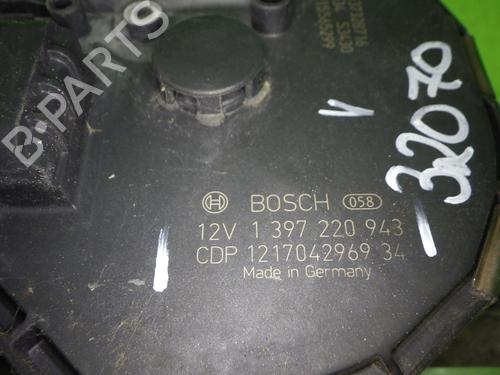 B-PARTS
32070
V
BOSCH 058
12V 1 397 220 943
CDP 1217042969 34
Made in Germany